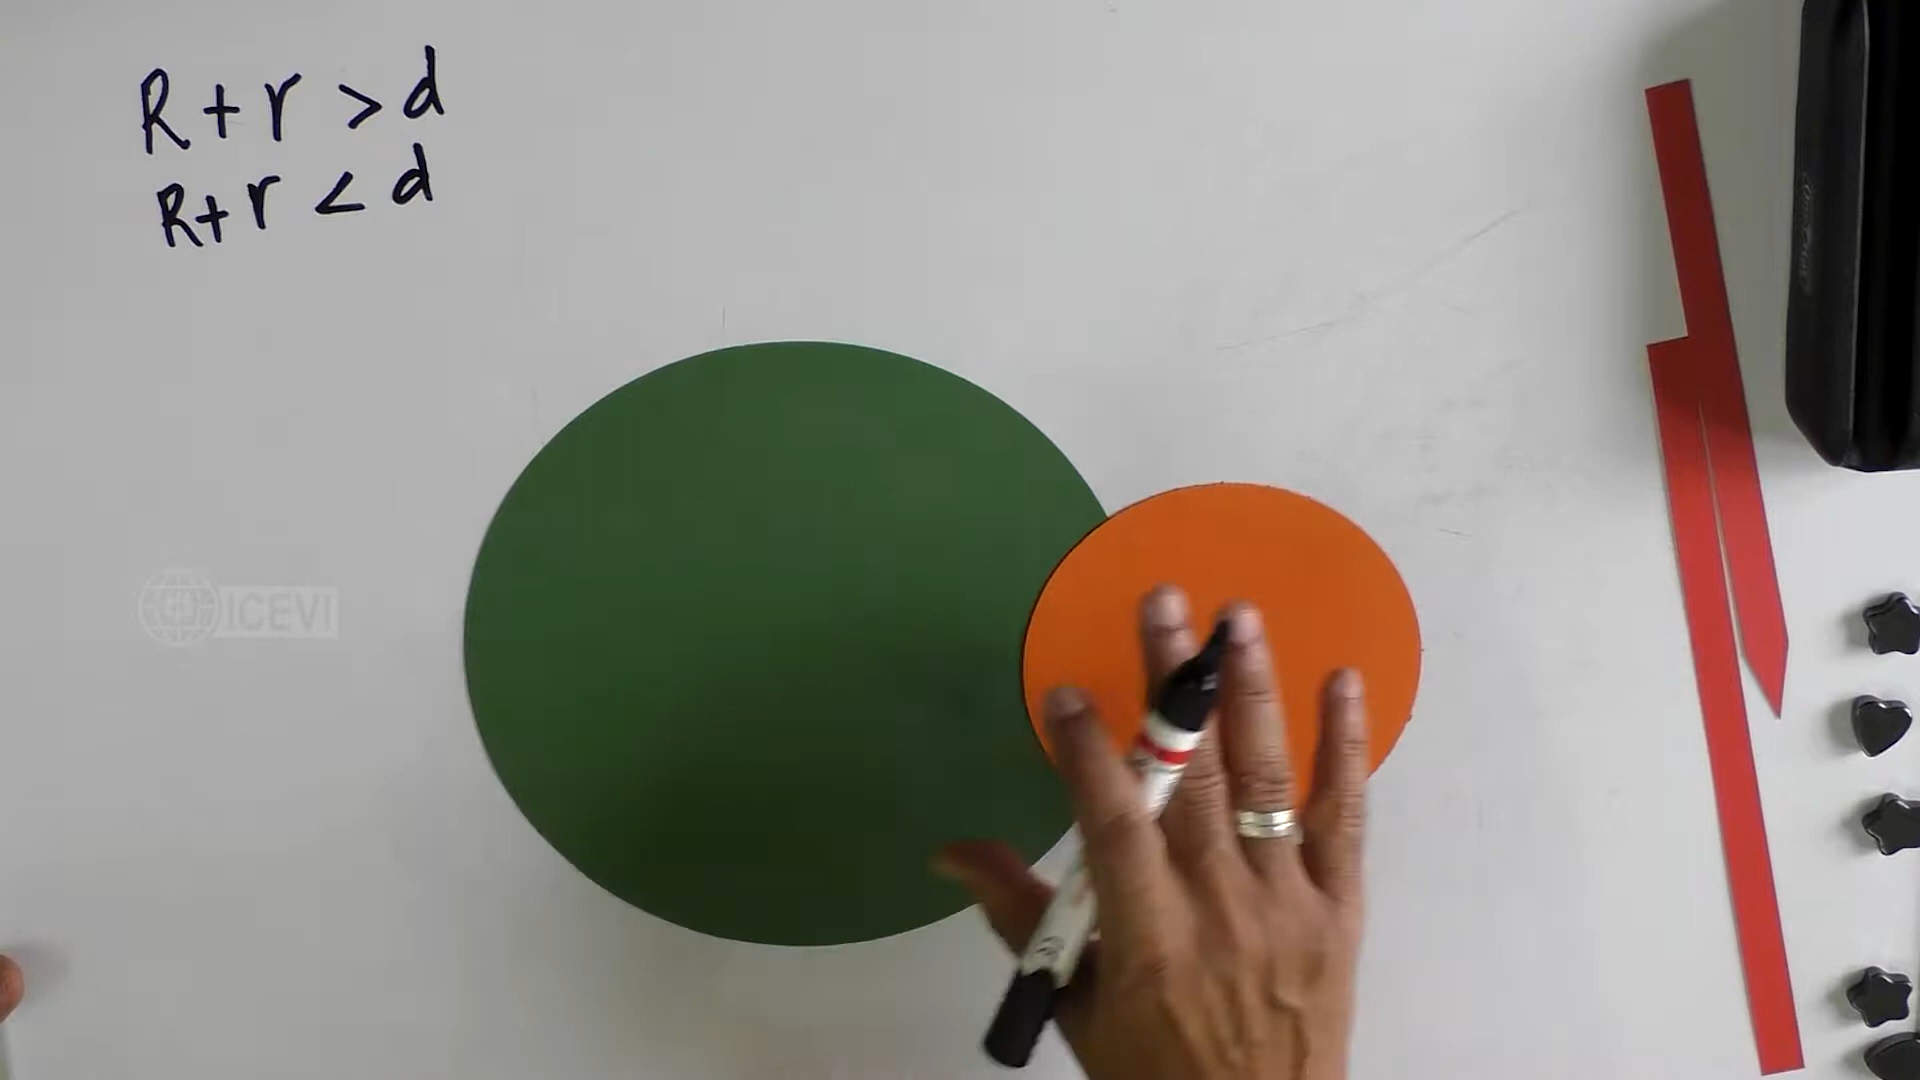 R + r > d
R + r < d
ICEVI